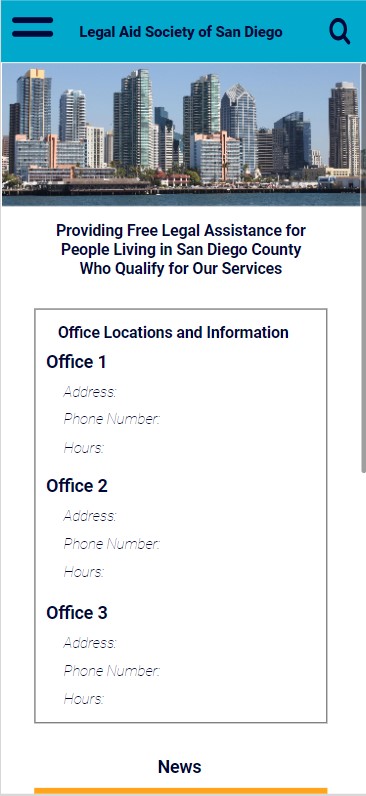 Legal Aid Society of San Diego
Providing Free Legal Assistance for
People Living in San Diego County
Who Qualify for Our Services
Office Locations and Information
Office 1
Address:
Phone Number:
Hours:
Office 2
Address:
Phone Number:
Hours:
Office 3
Address:
Phone Number:
Hours:
News